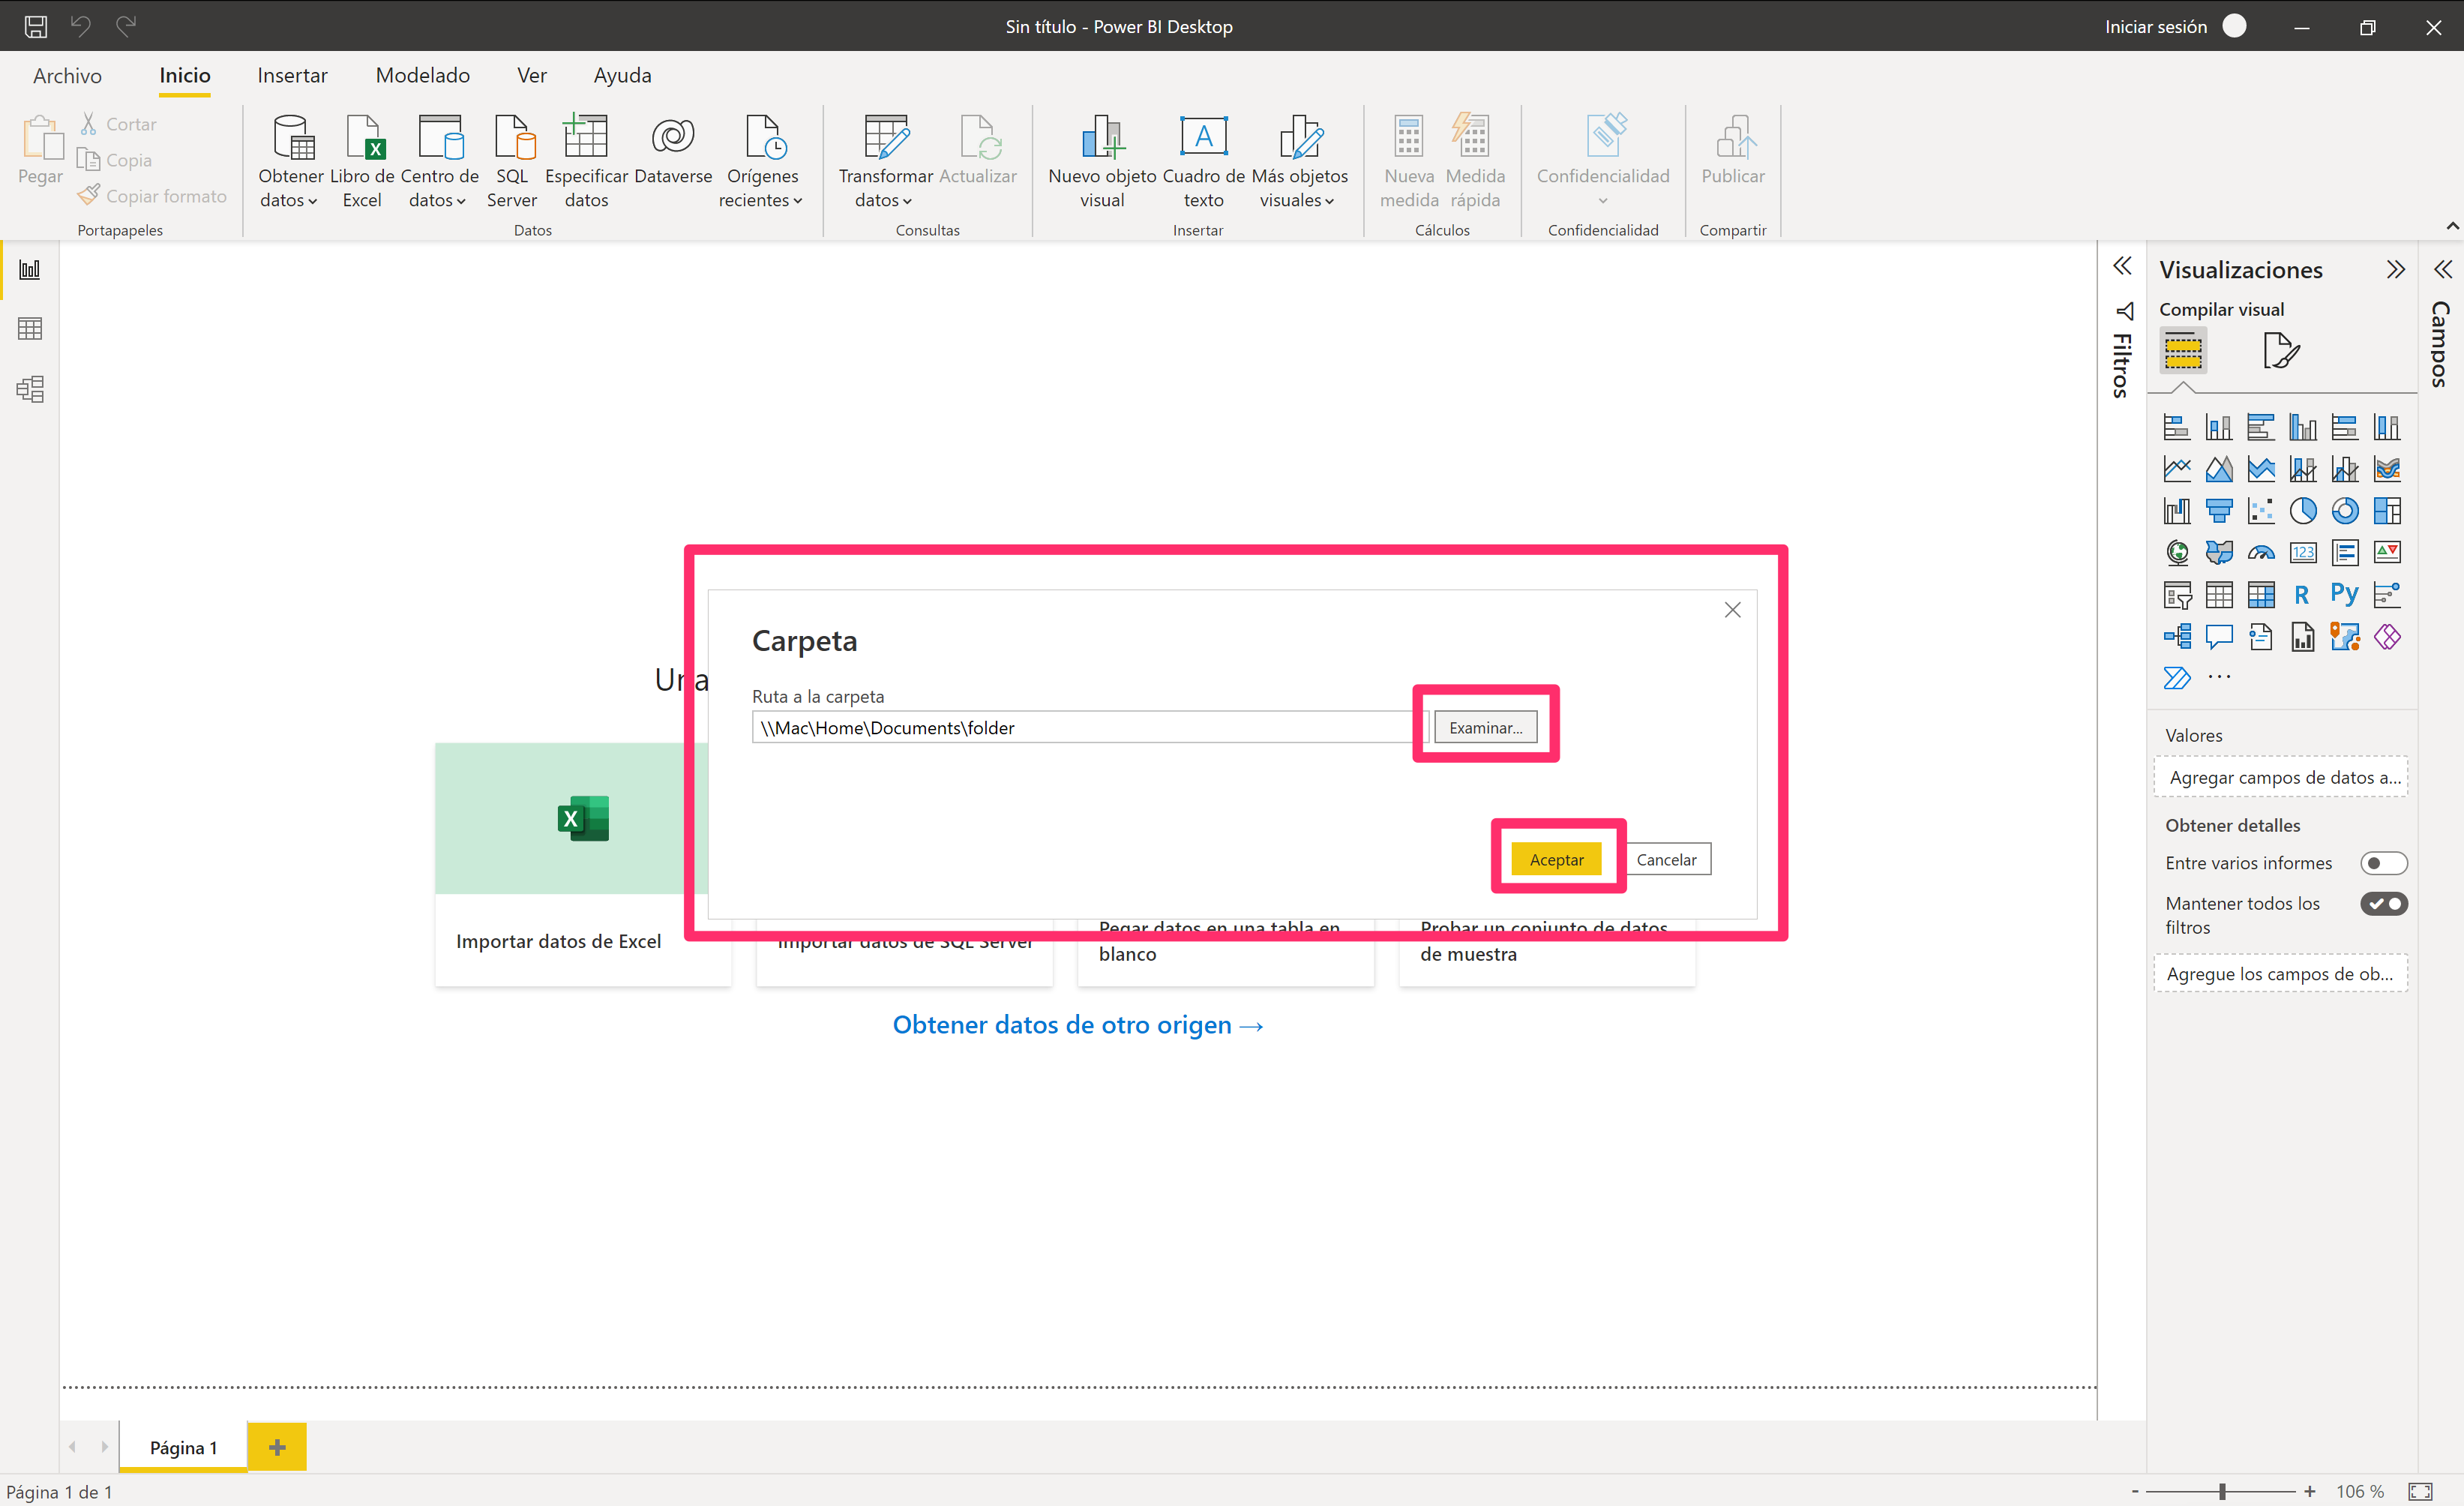 Sin título - Power BI Desktop
Iniciar sesión
Archivo
Inicio
Insertar
Modelado
Ver
Ayuda
Pegar
Cortar
Copia
Copiar formato
Portapapeles
Obtener
datos
Libro de
Excel
Centro de
datos
SQL
Server
Especificar
datos
Dataverse
Orígenes
recientes
Datos
Transformar
datos
Actualizar
Consultas
Nuevo objeto
visual
Cuadro de
texto
Más objetos
visuales
Insertar
Nueva
medida
Medida
rápida
Cálculos
Confidencialidad
Confidencialidad
Publicar
Compartir
Filtros
Visualizaciones
Compilar visual
Campos
123
R
Py
...
Valores
Agregar campos de datos a...
Obtener detalles
Entre varios informes
Mantener todos los
filtros
Agregue los campos de ob...
Una
Carpeta
Ruta a la carpeta
\\Mac\Home\Documents\folder
Examinar...
Aceptar
Cancelar
Importar datos de Excel
Importar datos de SQL Server
Pegar datos en una tabla en
blanco
Probar un conjunto de datos
de muestra
Obtener datos de otro origen →
Página 1
+
Página 1 de 1
- + 106 %